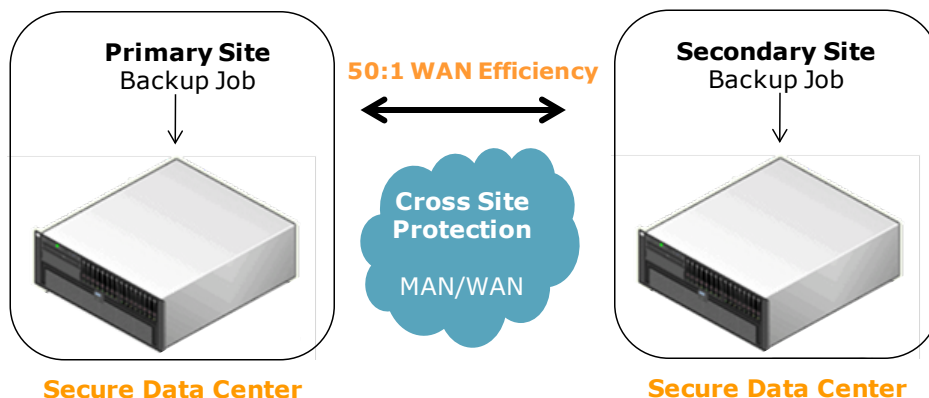 Primary Site
Backup Job
50:1 WAN Efficiency
Secondary Site
Backup Job
Cross Site
Protection
MAN/WAN
Secure Data Center
Secure Data Center